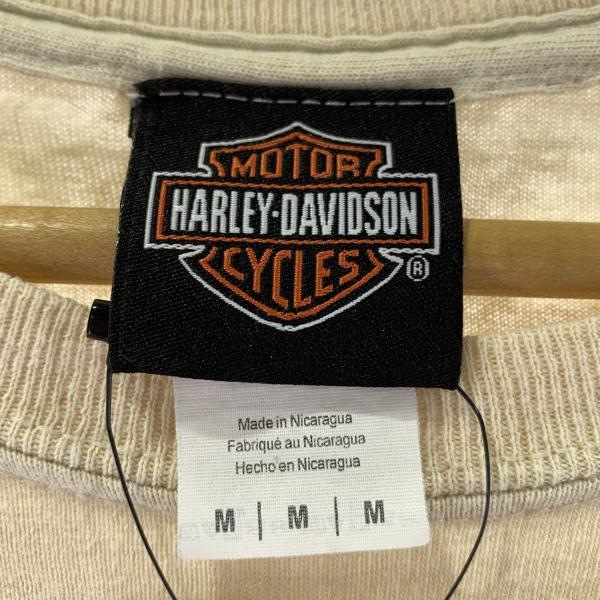 MOTOR
HARLEY-DAVIDSON
CYCLES
®
Made in Nicaragua
Fabriqué au Nicaragua
Hecho en Nicaragua
M | M | M